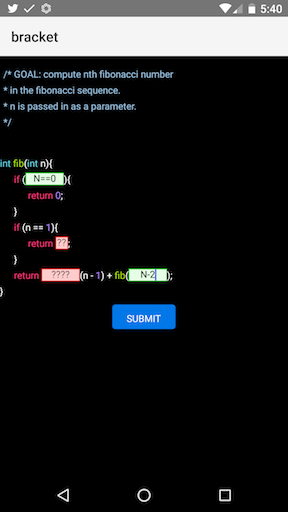 5:40
bracket
/* GOAL: compute nth fibonacci number
* in the fibonacci sequence.
* n is passed in as a parameter.
*/
int fib(int n){
if ( N==0 ){
return 0;
}
if (n == 1){
return ??;
}
return ????(n - 1) + fib( N-2 );
}
SUBMIT